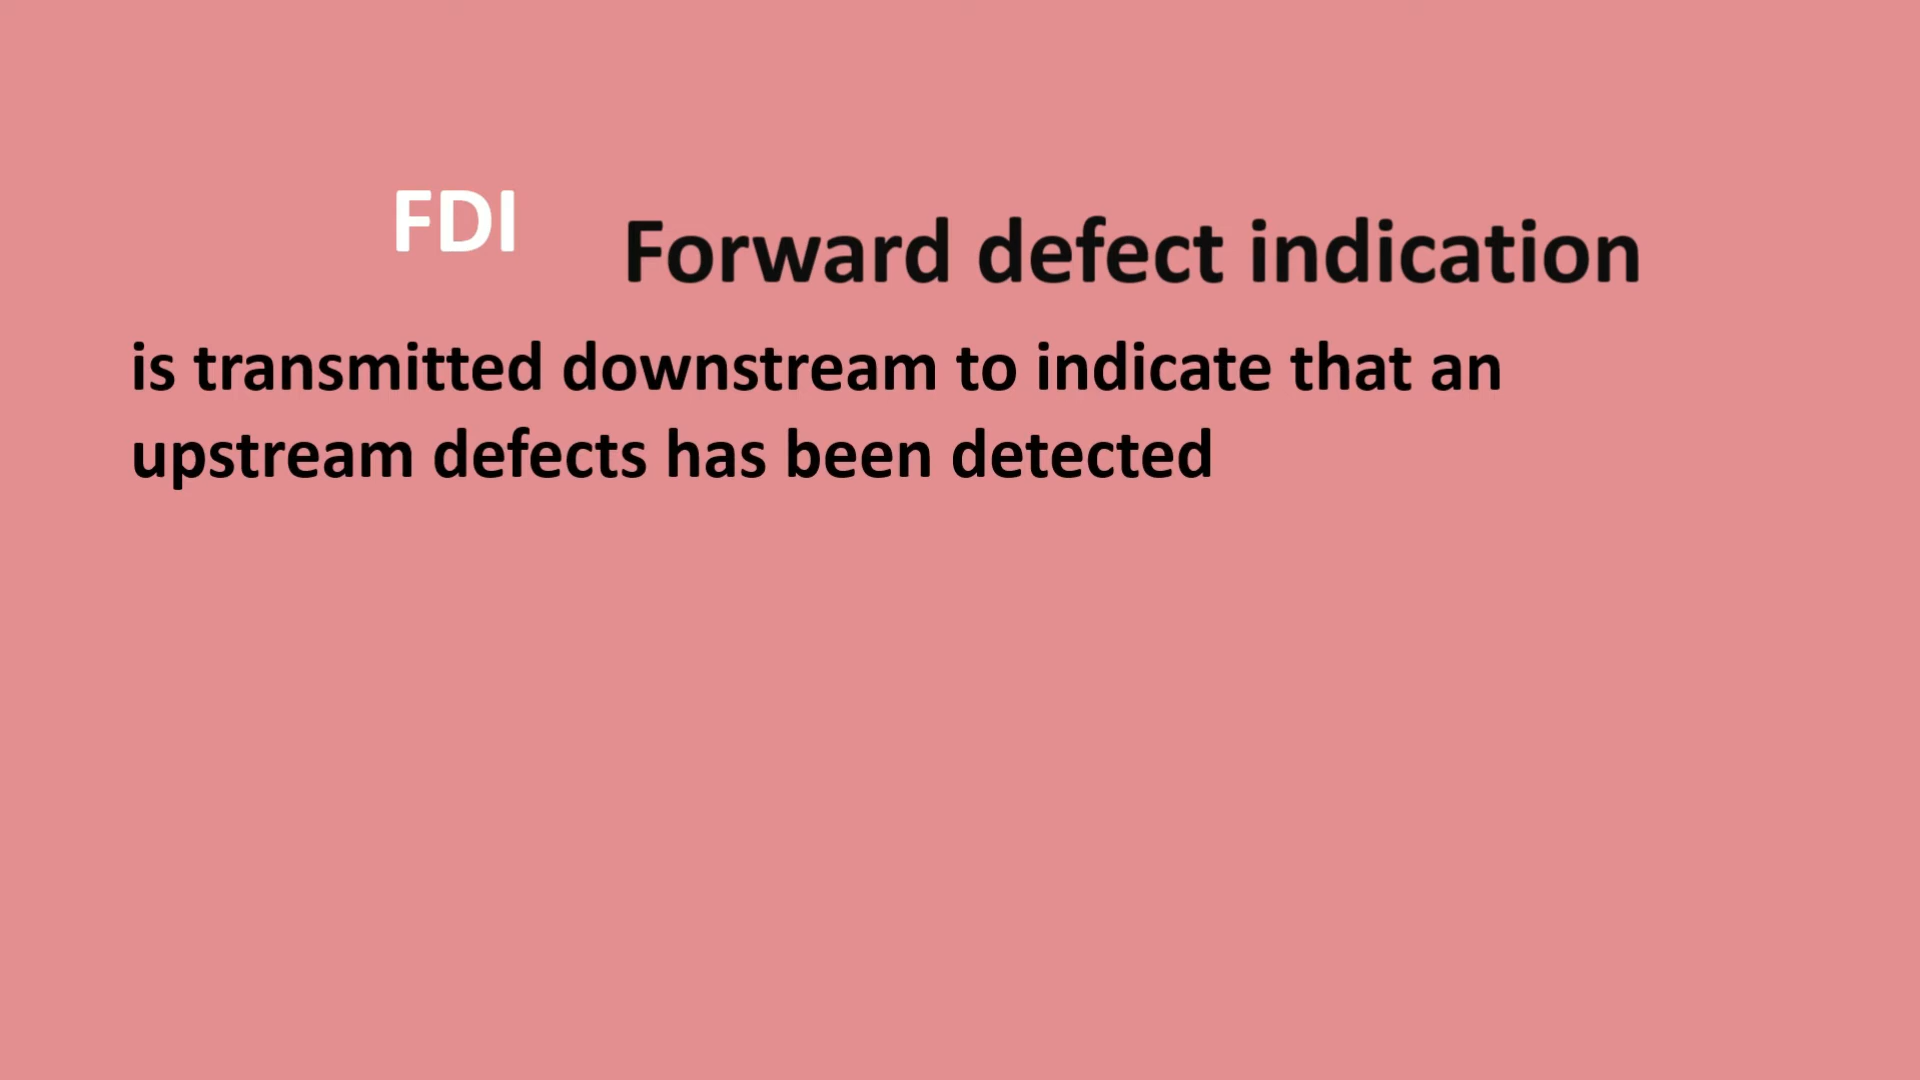 FDI Forward defect indication
is transmitted downstream to indicate that an
upstream defects has been detected